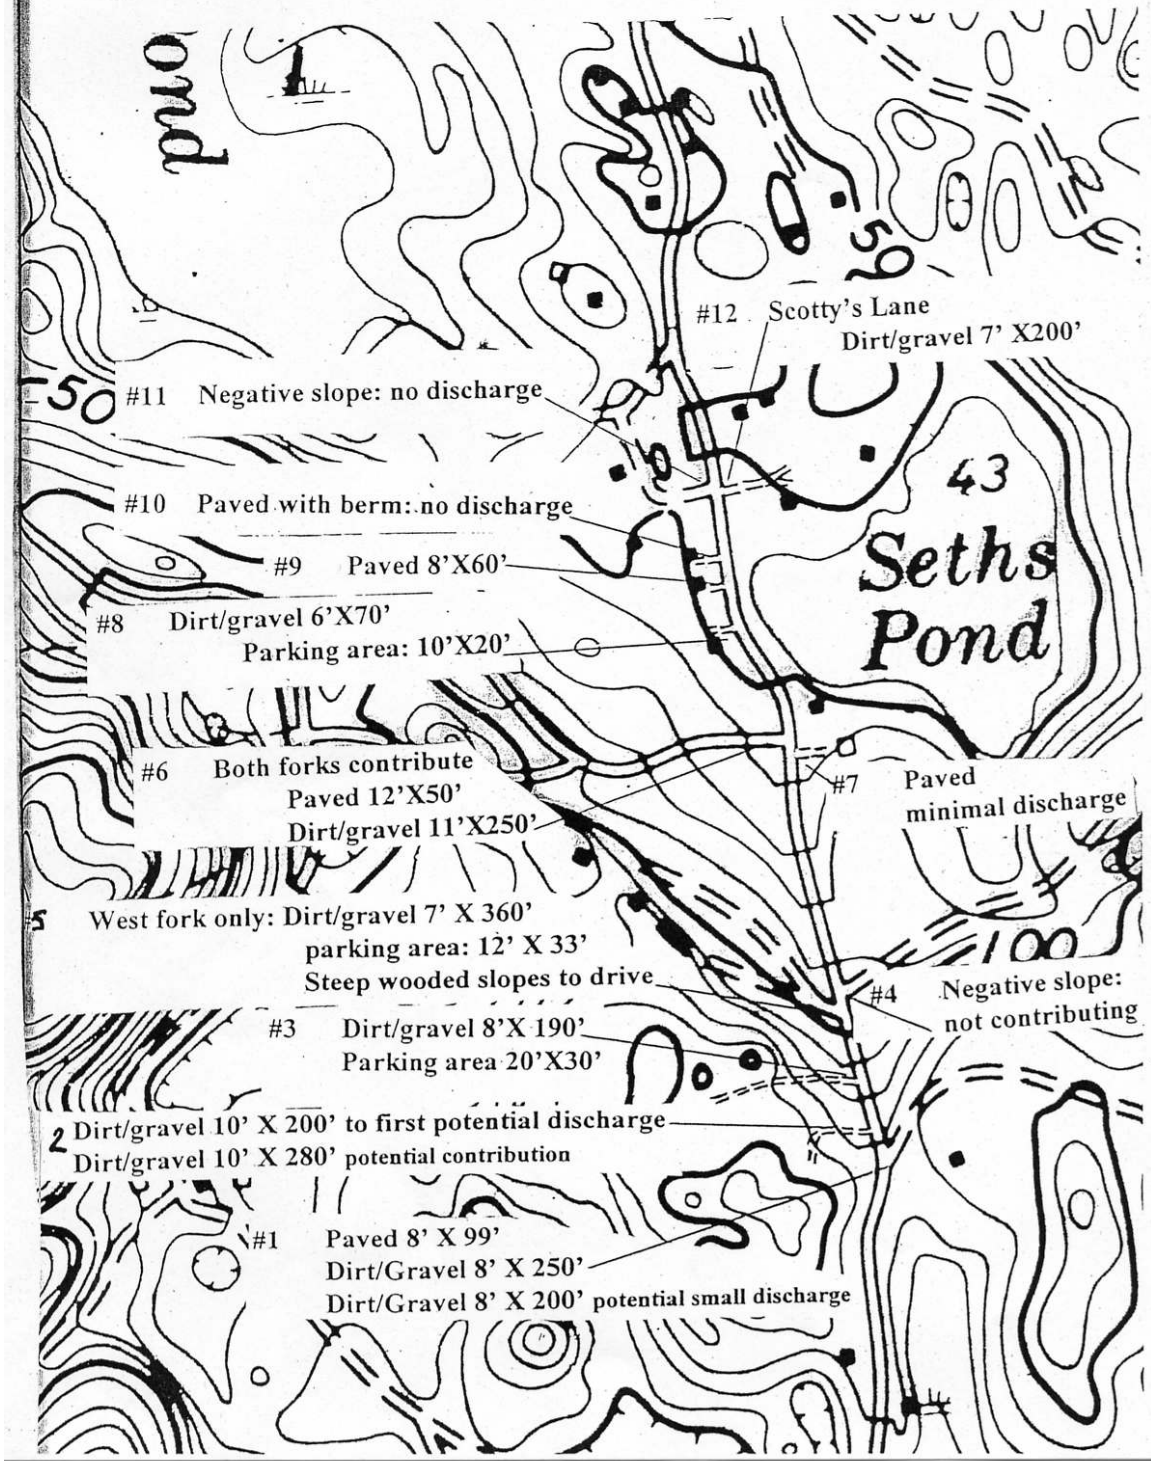 ond
50
#12 Scotty's Lane
Dirt/gravel 7' X200'
-50
#11 Negative slope: no discharge
43
Seths
Pond
#10 Paved with berm: no discharge
#9 Paved 8'X60'
#8 Dirt/gravel 6'X70'
Parking area: 10'X20'
#6 Both forks contribute
Paved 12'X50'
Dirt/gravel 11'X250'
#7 Paved
minimal discharge
5 West fork only: Dirt/gravel 7' X 360'
parking area: 12' X 33'
Steep wooded slopes to drive
100
#4 Negative slope:
not contributing
#3 Dirt/gravel 8'X 190'
Parking area 20'X30'
2 Dirt/gravel 10' X 200' to first potential discharge
Dirt/gravel 10' X 280' potential contribution
#1 Paved 8' X 99'
Dirt/Gravel 8' X 250'
Dirt/Gravel 8' X 200' potential small discharge